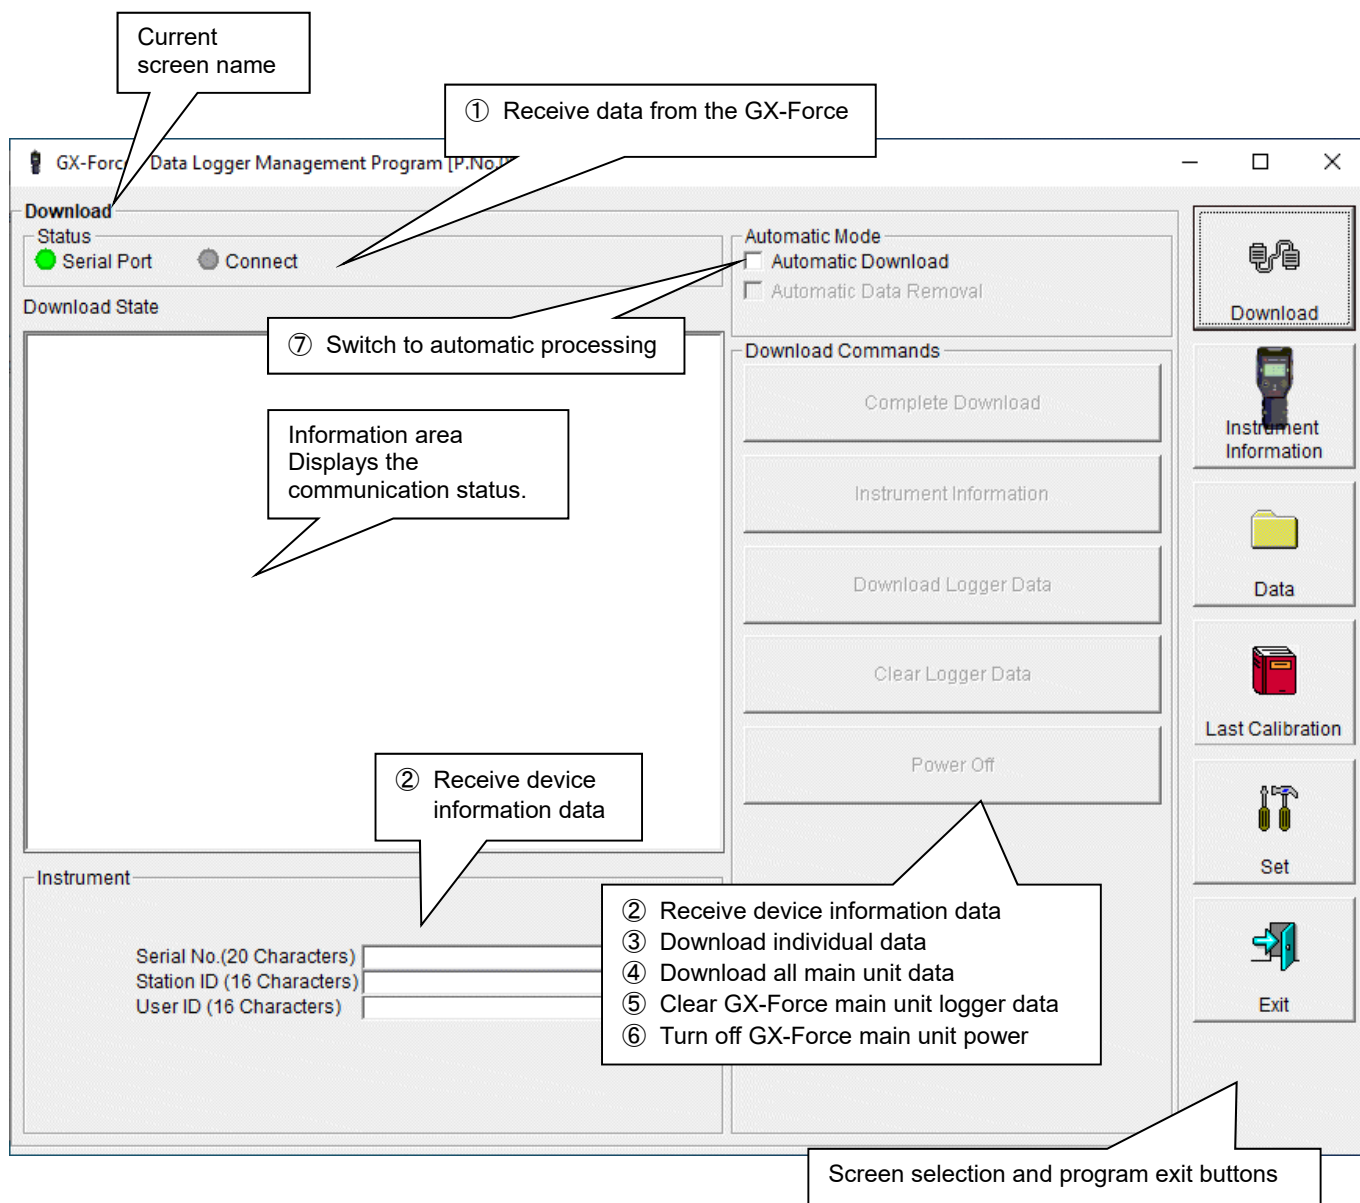 Current
screen name
① Receive data from the GX-Force
GX-Force Data Logger Management Program [P.No.0
Download
Status
Serial Port
Connect
Automatic Mode
Automatic Download
Automatic Data Removal
Download State
⑦ Switch to automatic processing
Download Commands
Complete Download
Instrument Information
Download Logger Data
Clear Logger Data
Power Off
Information area
Displays the
communication status.
② Receive device
information data
Instrument
Serial No.(20 Characters)
Station ID (16 Characters)
User ID (16 Characters)
② Receive device information data
③ Download individual data
④ Download all main unit data
⑤ Clear GX-Force main unit logger data
⑥ Turn off GX-Force main unit power
Download
Instrument
Information
Data
Last Calibration
Set
Exit
Screen selection and program exit buttons